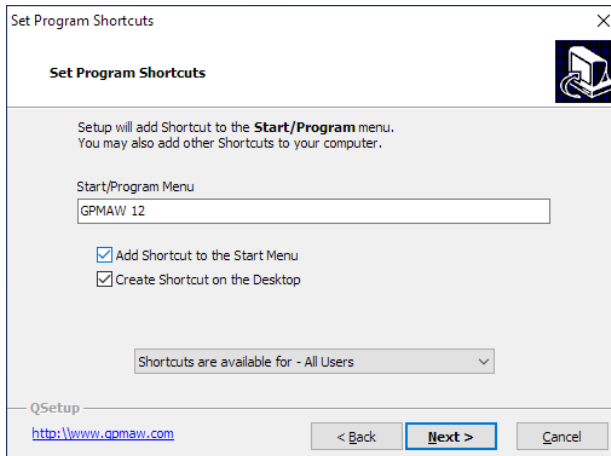 Set Program Shortcuts
Set Program Shortcuts
Setup will add Shortcut to the Start/Program menu.
You may also add other Shortcuts to your computer.
Start/Program Menu
GPMAW 12
Add Shortcut to the Start Menu
Create Shortcut on the Desktop
Shortcuts are available for - All Users
QSetup
http:\\www.gpmaw.com
< Back
Next >
Cancel